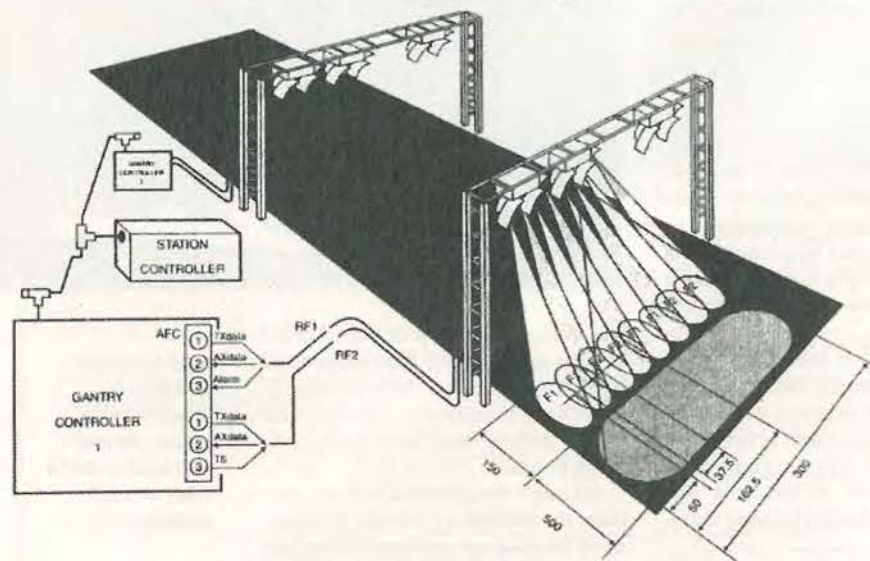 GANTRY
CONTROLLER
STATION
CONTROLLER
AFC
1
TXdata
2
AXdata
3
Alarm
1
TXdata
2
AXdata
3
TS
RF1
RF2
GANTRY
CONTROLLER
1
F1
150
500
50
37.5
162.5
300